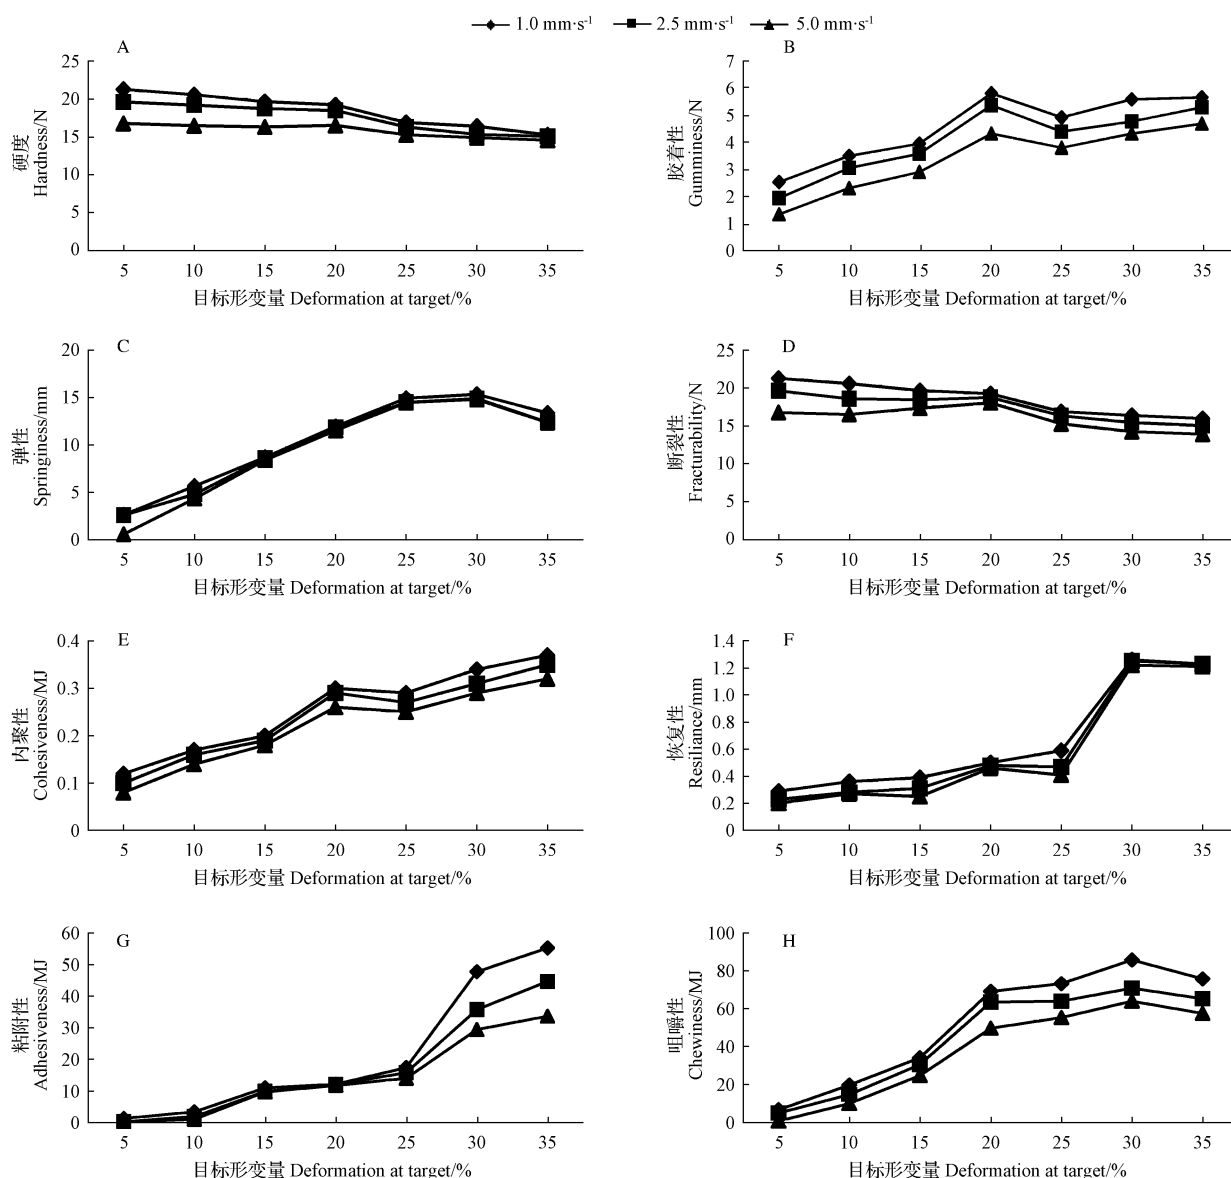 1.0 mm·s⁻¹ 2.5 mm·s⁻¹ 5.0 mm·s⁻¹
A
硬度
Hardness/N
25
20
15
10
5
0
5 10 15 20 25 30 35
目标形变量 Deformation at target/%
B
胶着性
Gumminess/N
7
6
5
4
3
2
1
0
5 10 15 20 25 30 35
目标形变量 Deformation at target/%
C
弹性
Springiness/mm
20
15
10
5
0
5 10 15 20 25 30 35
目标形变量 Deformation at target/%
D
断裂性
Fracturability/N
25
20
15
10
5
0
5 10 15 20 25 30 35
目标形变量 Deformation at target/%
E
内聚性
Cohesiveness/MJ
0.4
0.3
0.2
0.1
0
5 10 15 20 25 30 35
目标形变量 Deformation at target/%
F
恢复性
Resiliance/mm
1.4
1.2
1.0
0.8
0.6
0.4
0.2
0
5 10 15 20 25 30 35
目标形变量 Deformation at target/%
G
粘附性
Adhesiveness/MJ
60
50
40
30
20
10
0
5 10 15 20 25 30 35
目标形变量 Deformation at target/%
H
咀嚼性
Chewiness/MJ
100
80
60
40
20
0
5 10 15 20 25 30 35
目标形变量 Deformation at target/%